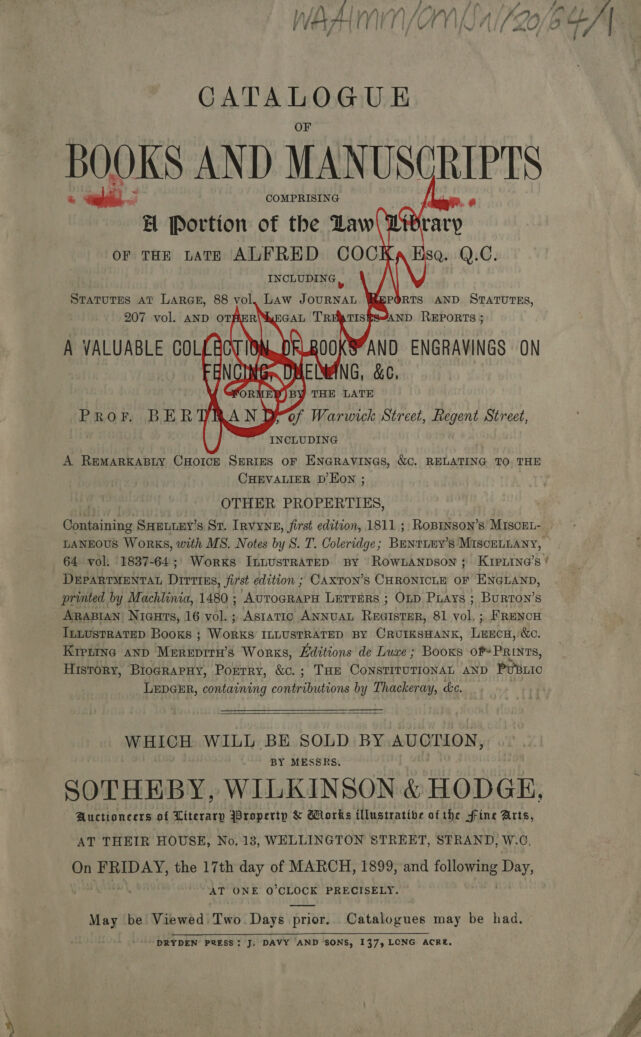 WA/HMM/CM/Sal/20/64/1
CATALOGUE
OF
BOOKS AND MANUSCRIPTS
COMPRISING
A Portion of the Law Library
OF THE LATE ALFRED COCK, ESQ. Q.C.
INCLUDING
STATUTES AT LARGE, 88 vol. LAW JOURNAL REPORTS AND STATUTES,
207 vol. AND OTHER LEGAL TREATISES AND REPORTS;
A VALUABLE COLLECTION OF BOOKS AND ENGRAVINGS ON
FENCING, DUELLING, &C.
FORMED BY THE LATE
PROF. BERTRAND, of Warwick Street, Regent Street,
INCLUDING
A REMARKABLY CHOICE SERIES OF ENGRAVINGS, &C. RELATING TO THE
CHEVALIER D'EON;
OTHER PROPERTIES,
Containing SHELLEY'S ST. IRVYNE, first edition, 1811; ROBINSON'S MISCEL-
LANEOUS WORKS, with MS. Notes by S. T. Coleridge; BENTLEY'S MISCELLANY,
64 vol. 1837-64; WORKS ILLUSTRATED BY ROWLANDSON; KIPLING'S
DEPARTMENTAL DITTIES, first edition; CAXTON'S CHRONICLE OF ENGLAND,
printed by Machlinia, 1480; AUTOGRAPH LETTERS; OLD PLAYS; BURTON'S
ARABIAN NIGHTS, 16 vol.; ASIATIC ANNUAL REGISTER, 81 vol.; FRENCH
ILLUSTRATED BOOKS; WORKS ILLUSTRATED BY CRUIKSHANK, LEECH, &C.
KIPLING AND MEREDITH'S WORKS, Éditions de Luxe; BOOKS OF PRINTS,
HISTORY, BIOGRAPHY, POETRY, &C.; THE CONSTITUTIONAL AND PUBLIC
LEDGER, containing contributions by Thackeray, &c.
WHICH WILL BE SOLD BY AUCTION,
BY MESSRS.
SOTHEBY, WILKINSON & HODGE,
Auctioneers of Literary Property & Works illustrative of the Fine Arts,
AT THEIR HOUSE, No. 13, WELLINGTON STREET, STRAND, W.C.
On FRIDAY, the 17th day of MARCH, 1899, and following Day,
AT ONE O'CLOCK PRECISELY.
May be Viewed Two Days prior. Catalogues may be had.
DRYDEN PRESS: J. DAVY AND SONS, 137, LONG ACRE.